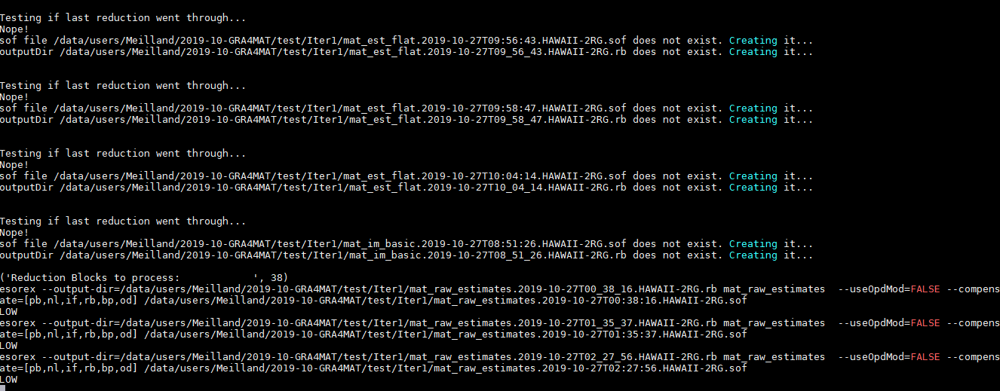 Testing if last reduction went through...
Nope!
sof file /data/users/Meilland/2019-10-GRA4MAT/test/Iter1/mat_est_flat.2019-10-27T09:56:43.HAWAII-2RG.sof does not exist. Creating it...
outputDir /data/users/Meilland/2019-10-GRA4MAT/test/Iter1/mat_est_flat.2019-10-27T09_56_43.HAWAII-2RG.rb does not exist. Creating it...
Testing if last reduction went through...
Nope!
sof file /data/users/Meilland/2019-10-GRA4MAT/test/Iter1/mat_est_flat.2019-10-27T09:58:47.HAWAII-2RG.sof does not exist. Creating it...
outputDir /data/users/Meilland/2019-10-GRA4MAT/test/Iter1/mat_est_flat.2019-10-27T09_58_47.HAWAII-2RG.rb does not exist. Creating it...
Testing if last reduction went through...
Nope!
sof file /data/users/Meilland/2019-10-GRA4MAT/test/Iter1/mat_est_flat.2019-10-27T10:04:14.HAWAII-2RG.sof does not exist. Creating it...
outputDir /data/users/Meilland/2019-10-GRA4MAT/test/Iter1/mat_est_flat.2019-10-27T10_04_14.HAWAII-2RG.rb does not exist. Creating it...
Testing if last reduction went through...
Nope!
sof file /data/users/Meilland/2019-10-GRA4MAT/test/Iter1/mat_im_basic.2019-10-27T08:51:26.HAWAII-2RG.sof does not exist. Creating it...
outputDir /data/users/Meilland/2019-10-GRA4MAT/test/Iter1/mat_im_basic.2019-10-27T08_51_26.HAWAII-2RG.rb does not exist. Creating it...
('Reduction Blocks to process:            ', 38)
esorex --output-dir=/data/users/Meilland/2019-10-GRA4MAT/test/Iter1/mat_raw_estimates.2019-10-27T00_38_16.HAWAII-2RG.rb mat_raw_estimates  --useOpdMod=FALSE --compens
ate=[pb,nl,if,rb,bp,od] /data/users/Meilland/2019-10-GRA4MAT/test/Iter1/mat_raw_estimates.2019-10-27T00:38:16.HAWAII-2RG.sof
LOW
esorex --output-dir=/data/users/Meilland/2019-10-GRA4MAT/test/Iter1/mat_raw_estimates.2019-10-27T01_35_37.HAWAII-2RG.rb mat_raw_estimates  --useOpdMod=FALSE --compens
ate=[pb,nl,if,rb,bp,od] /data/users/Meilland/2019-10-GRA4MAT/test/Iter1/mat_raw_estimates.2019-10-27T01:35:37.HAWAII-2RG.sof
LOW
esorex --output-dir=/data/users/Meilland/2019-10-GRA4MAT/test/Iter1/mat_raw_estimates.2019-10-27T02_27_56.HAWAII-2RG.rb mat_raw_estimates  --useOpdMod=FALSE --compens
ate=[pb,nl,if,rb,bp,od] /data/users/Meilland/2019-10-GRA4MAT/test/Iter1/mat_raw_estimates.2019-10-27T02:27:56.HAWAII-2RG.sof
LOW